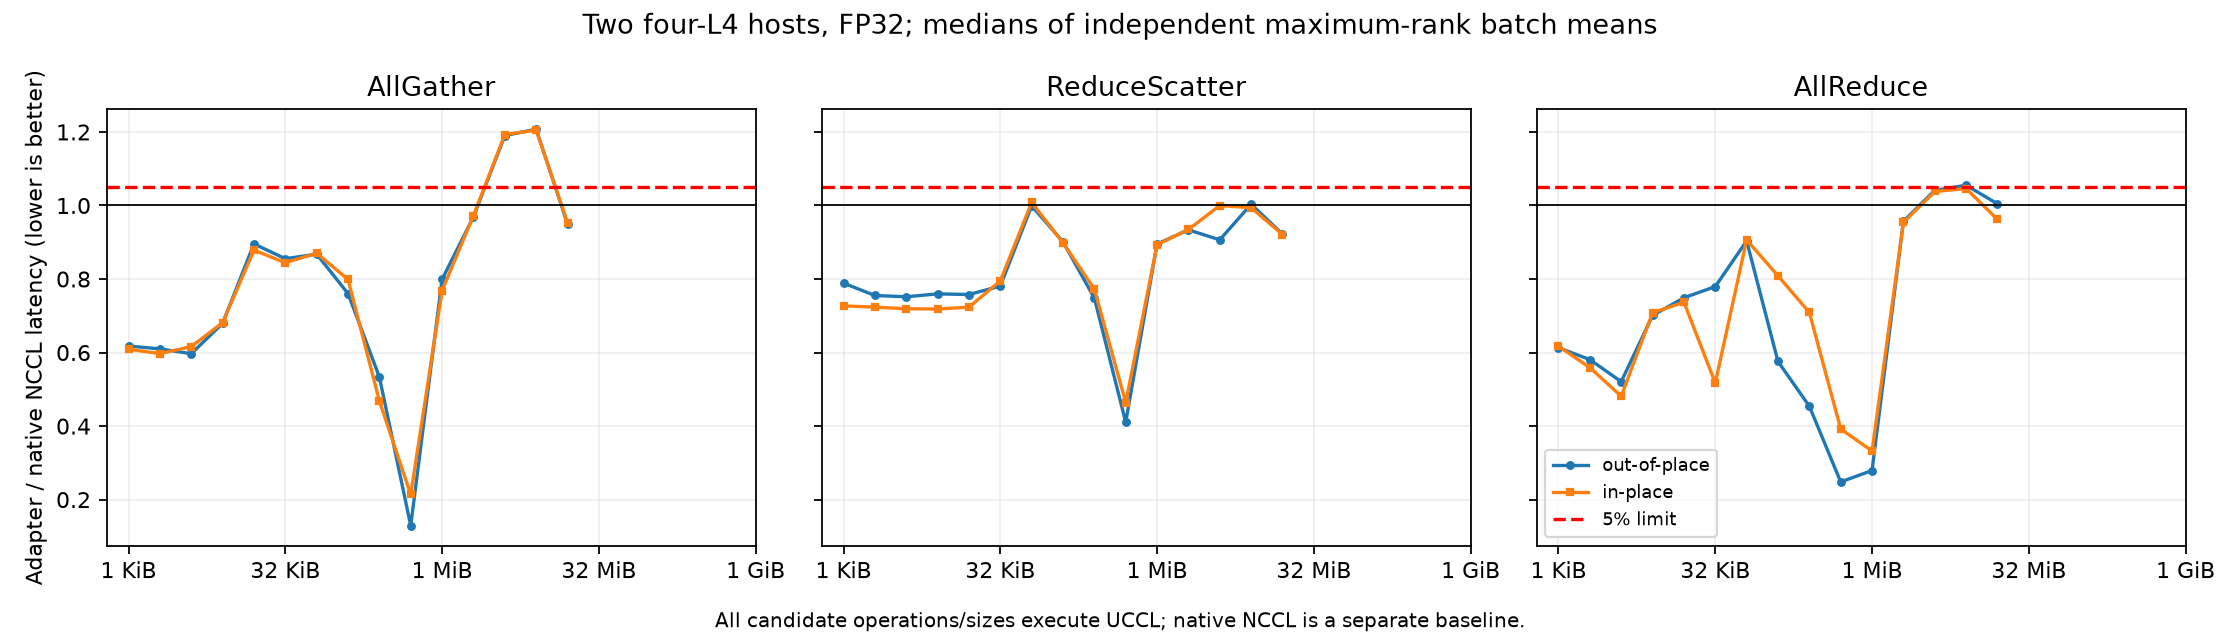 Two four-L4 hosts, FP32; medians of independent maximum-rank batch means
AllGather
ReduceScatter
AllReduce
Adapter / native NCCL latency (lower is better)
1.2
1.0
0.8
0.6
0.4
0.2
1 KiB 32 KiB 1 MiB 32 MiB 1 GiB
1 KiB 32 KiB 1 MiB 32 MiB 1 GiB
1 KiB 32 KiB 1 MiB 32 MiB 1 GiB
out-of-place
in-place
5% limit
All candidate operations/sizes execute UCCL; native NCCL is a separate baseline.